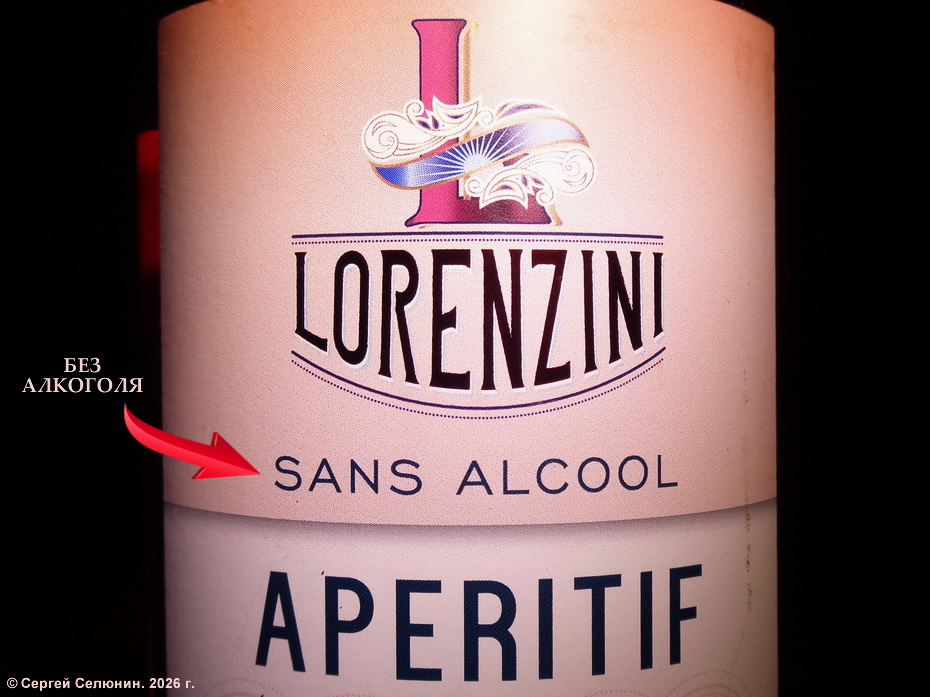 L
LORENZINI
БЕЗ
АЛКОГОЛЯ
SANS ALCOOL
APERITIF
© Сергей Селюнин. 2026 г.